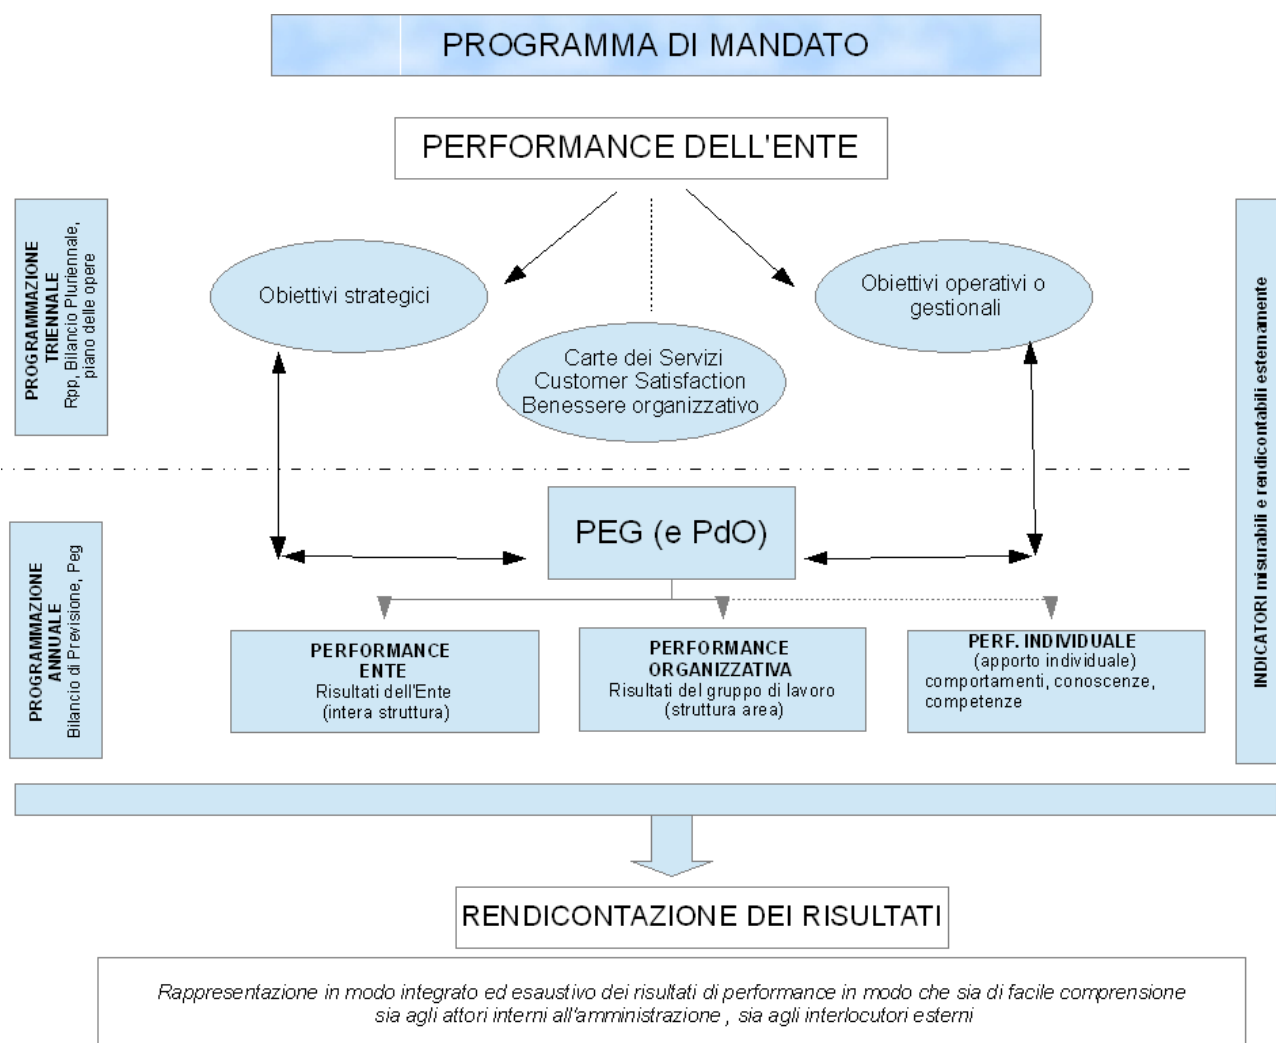 PROGRAMMA DI MANDATO
PERFORMANCE DELL'ENTE
PROGRAMMAZIONE
TRIENNALE
Rpp, Bilancio Pluriennale,
piano delle opere
Obiettivi strategici
Obiettivi operativi o
gestionali
Carte dei Servizi
Customer Satisfaction
Benessere organizzativo
INDICATORI misurabili e rendicontabili esternamente
PROGRAMMAZIONE
ANNUALE
Bilancio di Previsione, Peg
PEG (e PdO)
PERFORMANCE
ENTE
Risultati dell'Ente
(intera struttura)
PERFORMANCE
ORGANIZZATIVA
Risultati del gruppo di lavoro
(struttura area)
PERF. INDIVIDUALE
(apporto individuale)
comportamenti, conoscenze,
competenze
RENDICONTAZIONE DEI RISULTATI
Rappresentazione in modo integrato ed esaustivo dei risultati di performance in modo che sia di facile comprensione
sia agli attori interni all'amministrazione , sia agli interlocutori esterni